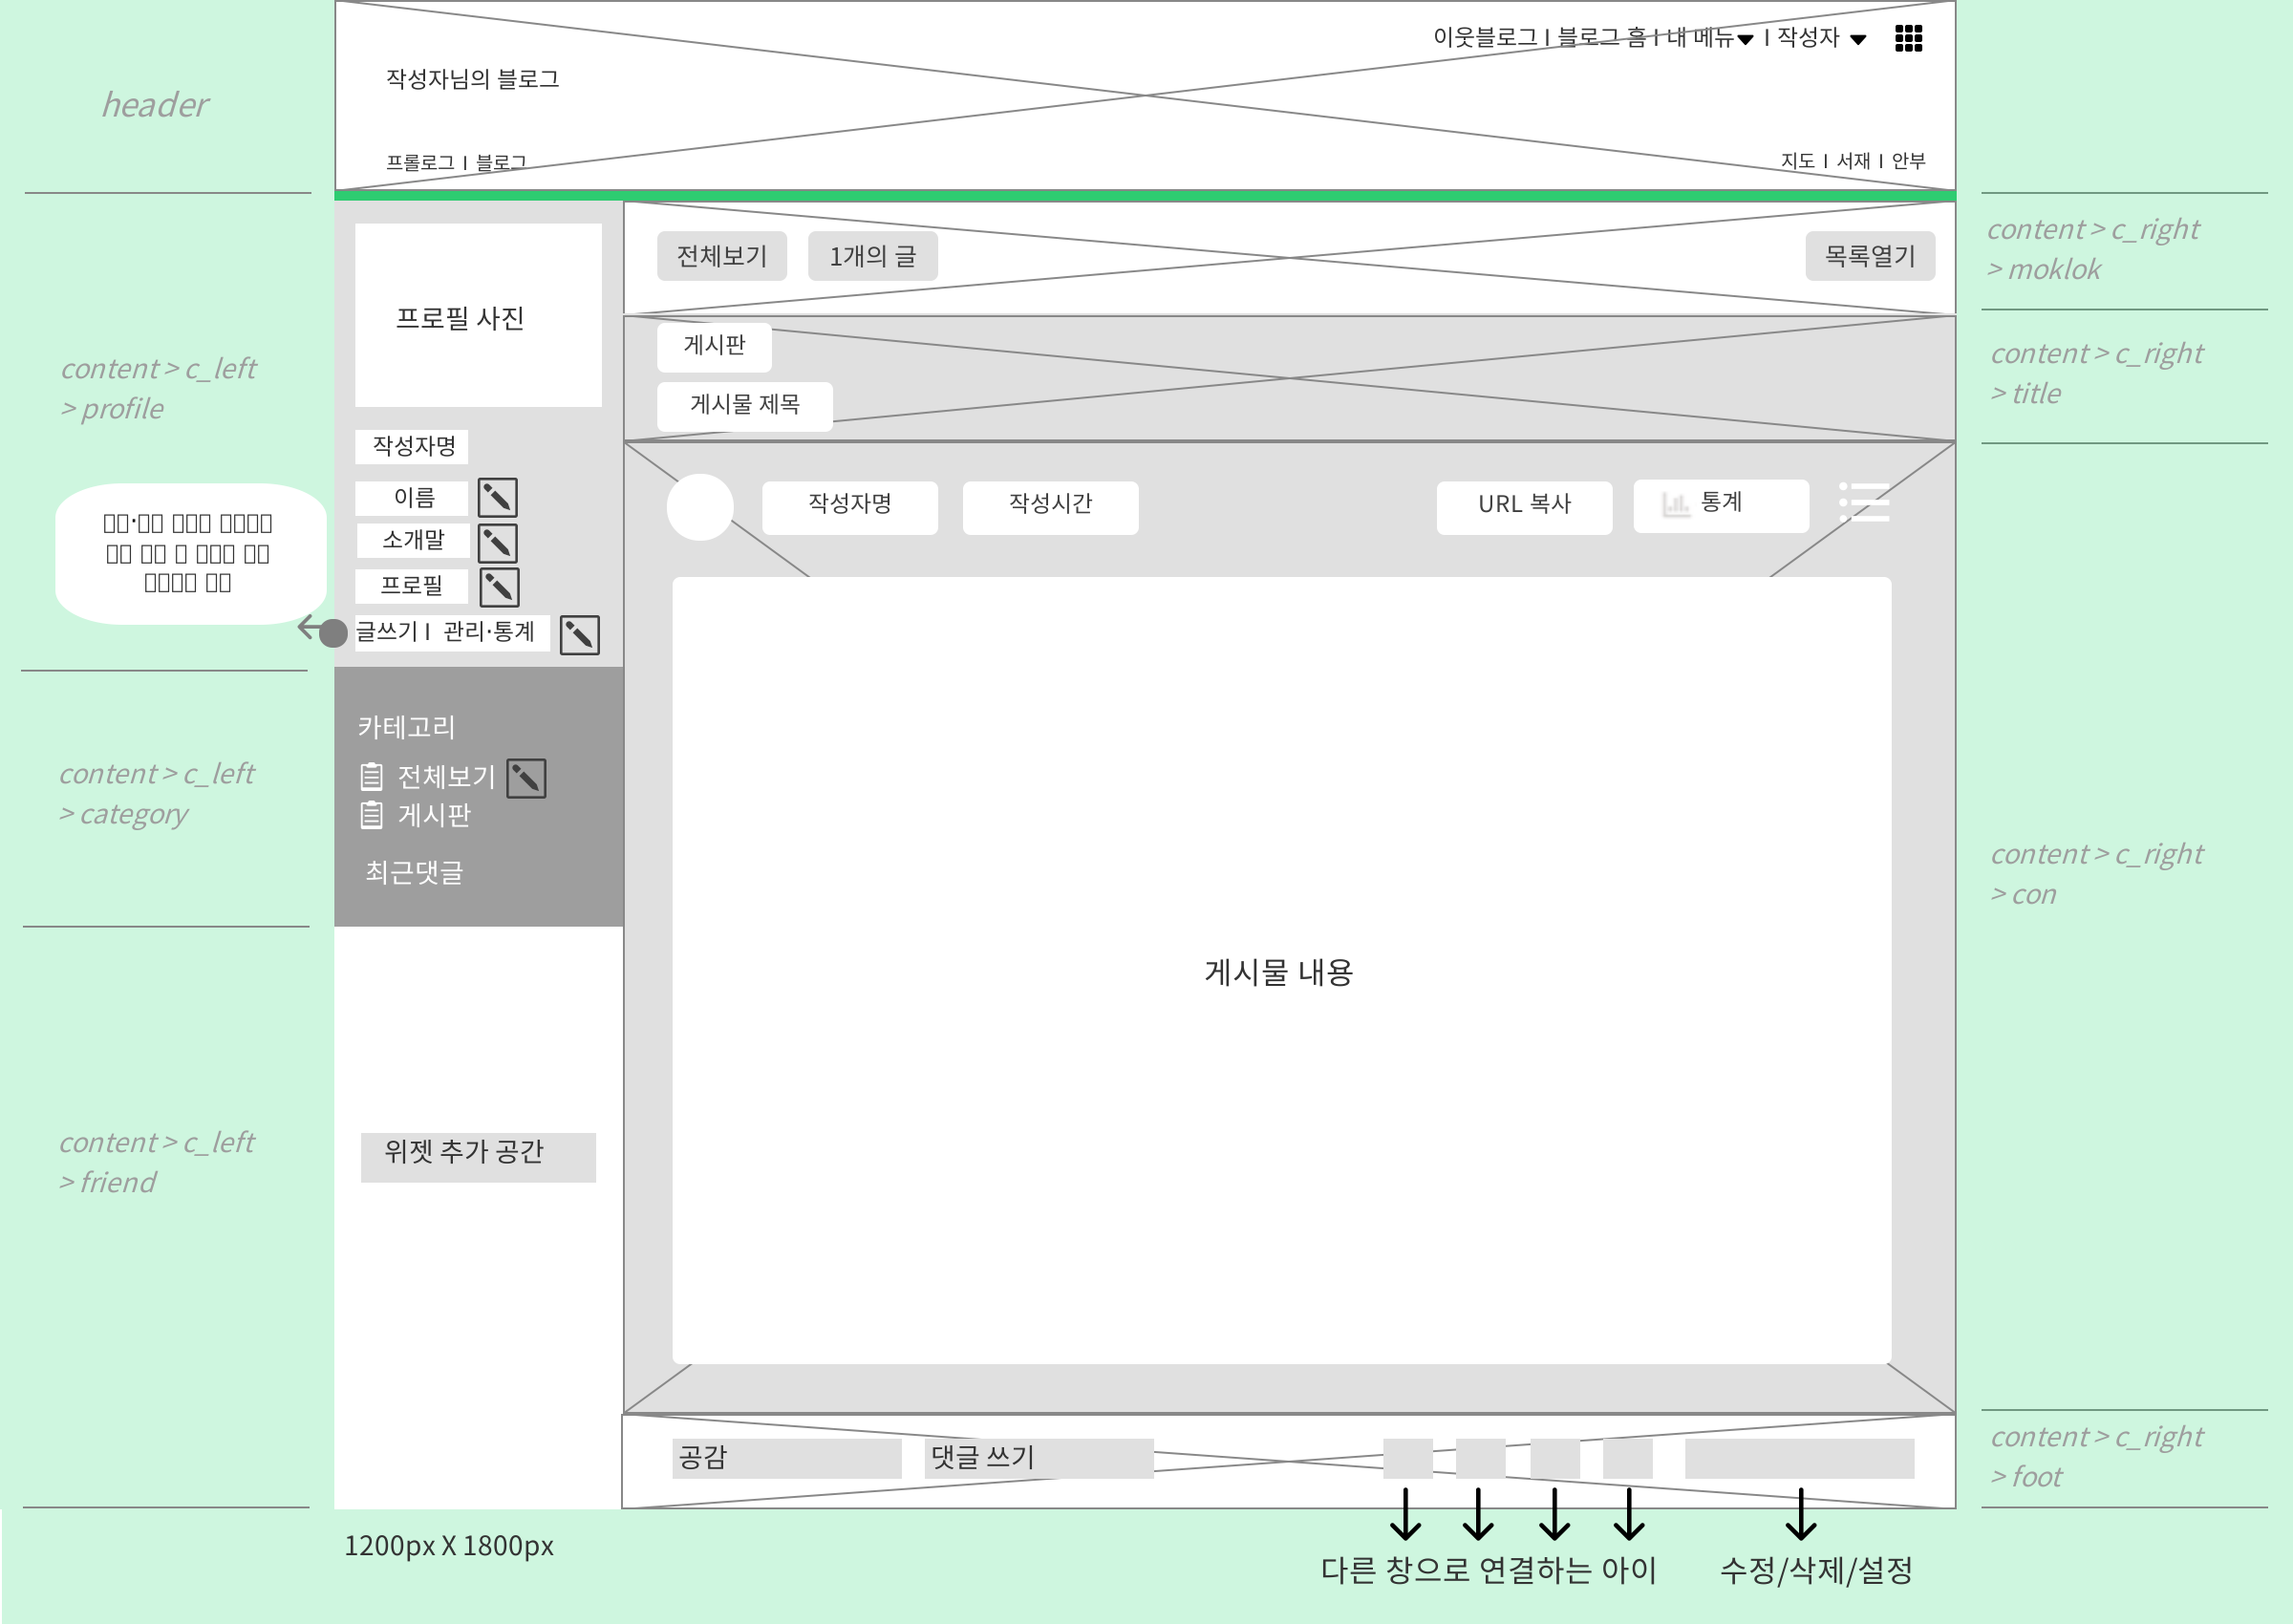 header
이웃블로그 I 블로그 홈 I 내 메뉴 I 작성자
작성자님의 블로그
프롤로그 I 블로그
지도 I 서재 I 안부
content > c_left
> profile
프로필 사진
작성자명
이름
소개말
프로필
글쓰기 I 관리·통계
전체보기
1개의 글
목록열기
content > c_right
> moklok
게시판
게시물 제목
content > c_right
> title
작성자명
작성시간
URL 복사
통계
content > c_left
> category
카테고리
전체보기
게시판
최근댓글
게시물 내용
content > c_right
> con
content > c_left
> friend
위젯 추가 공간
공감
댓글 쓰기
content > c_right
> foot
1200px X 1800px
다른 창으로 연결하는 아이
수정/삭제/설정